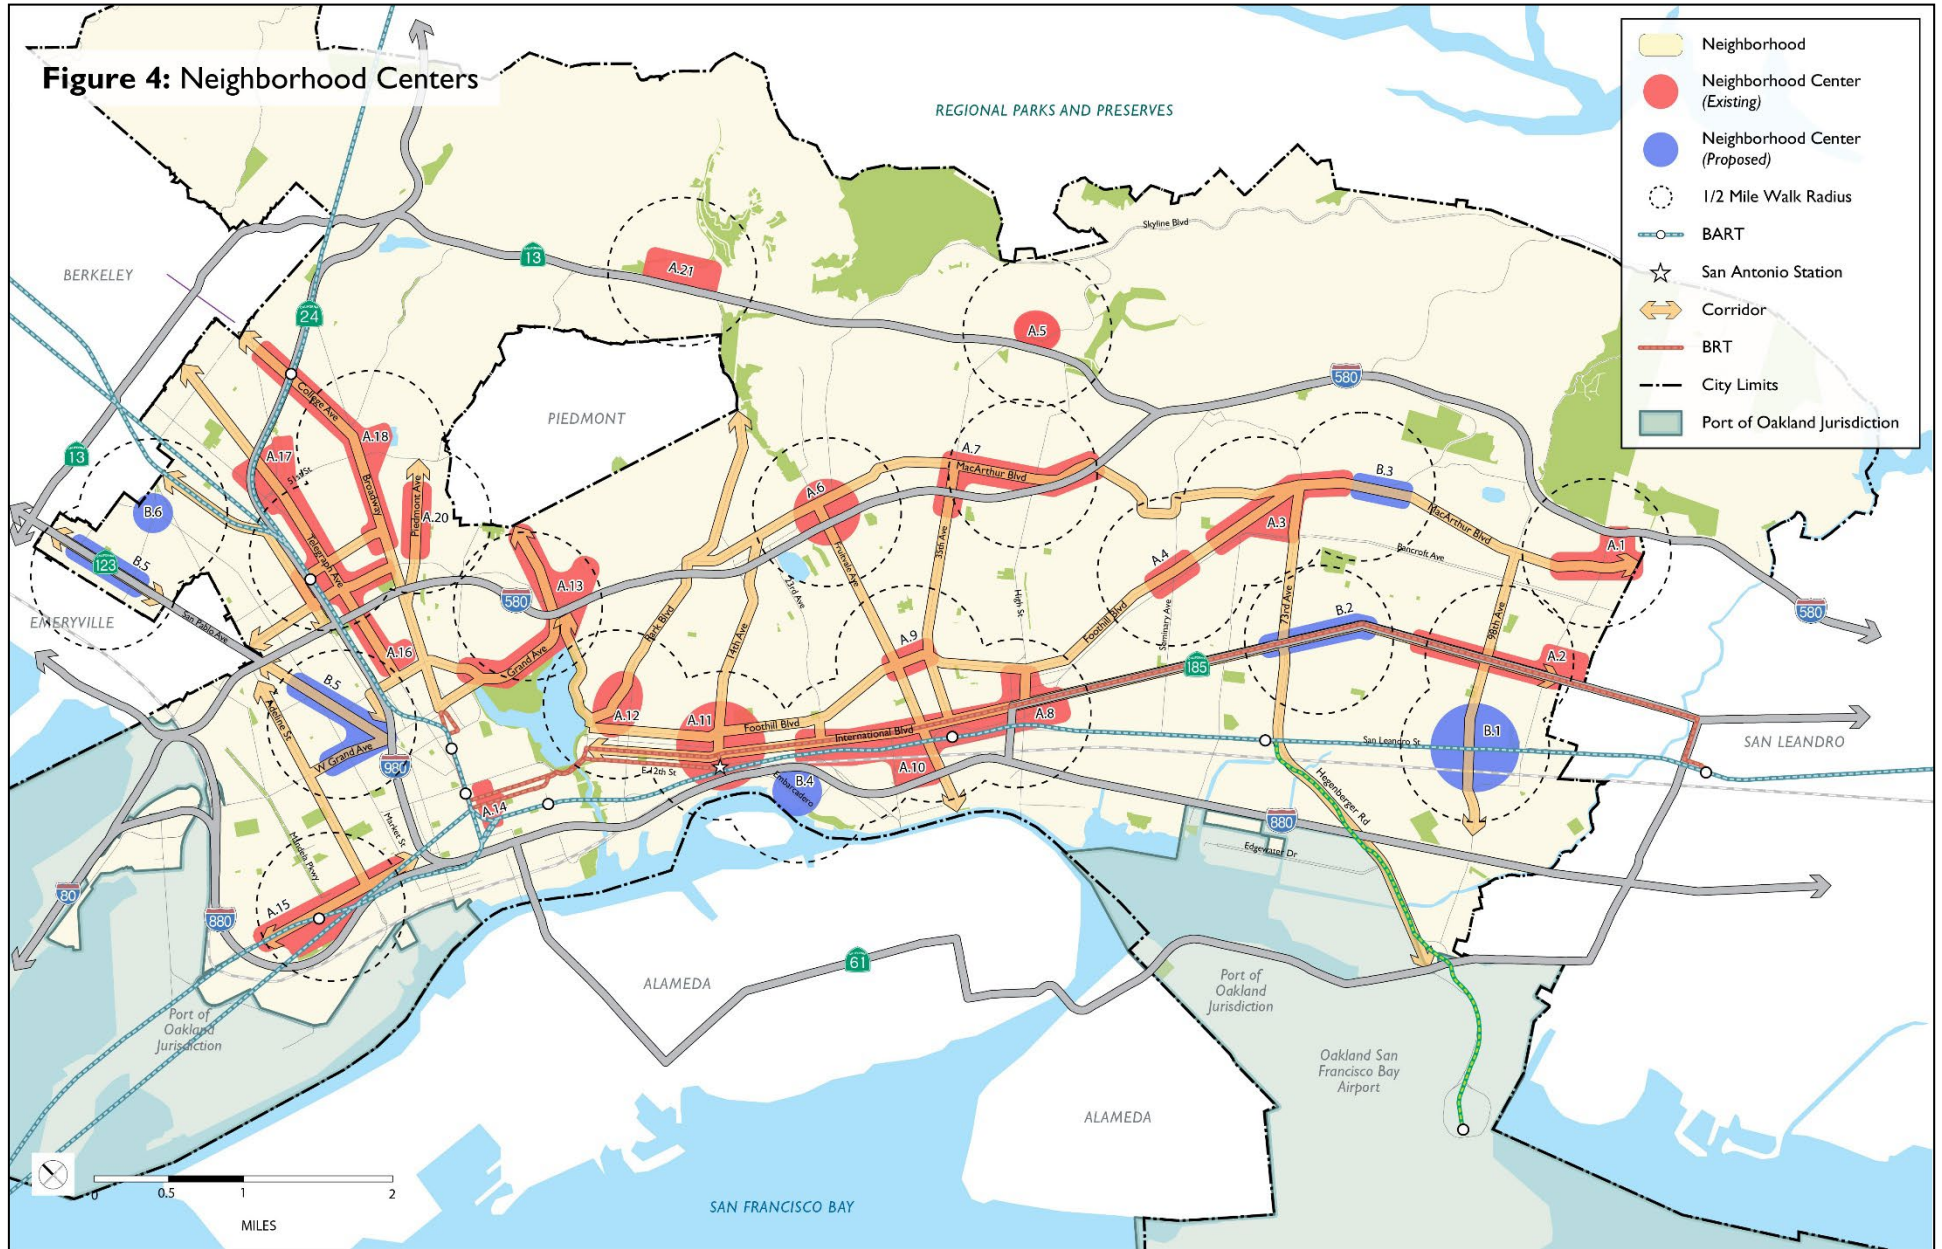 Figure 4: Neighborhood Centers
Neighborhood
Neighborhood Center
(Existing)
Neighborhood Center
(Proposed)
1/2 Mile Walk Radius
BART
San Antonio Station
Corridor
BRT
City Limits
Port of Oakland Jurisdiction
REGIONAL PARKS AND PRESERVES
Skyline Blvd
BERKELEY
13
A.21
24
A.5
580
PIEDMONT
College Ave
A.18
A.17
51st St
Broadway
Piedmont Ave
A.20
13
B.6
A.6
A.7
MacArthur Blvd
B.3
A.3
MacArthur Blvd
A.1
123
B.5
Telegraph Ave
35th Ave
Fruitvale Ave
A.4
Bancroft Ave
580
A.13
23rd Ave
High St
Foothill Blvd
Seminary Ave
73rd Ave
B.2
98th Ave
580
EMERYVILLE
San Pablo Ave
Park Blvd
14th Ave
A.9
A.16
Grand Ave
185
A.2
B.5
Adeline St
W Grand Ave
A.12
A.11
Foothill Blvd
International Blvd
A.8
B.1
San Leandro St
SAN LEANDRO
980
E 12th St
A.10
B.4
Embarcadero
Hegenberger Rd
A.14
Market St
Mandela Pkwy
880
Edgewater Dr
80
A.15
880
61
ALAMEDA
Port of
Oakland
Jurisdiction
Port of
Oakland
Jurisdiction
Oakland San
Francisco Bay
Airport
ALAMEDA
SAN FRANCISCO BAY
0
0.5
1
2
MILES